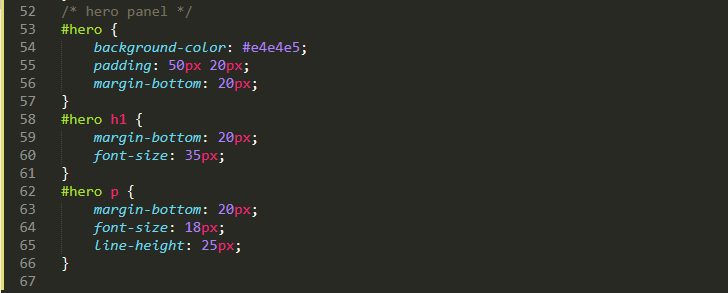 52 /* hero panel */
53 #hero {
54 background-color: #e4e4e5;
55 padding: 50px 20px;
56 margin-bottom: 20px;
57 }
58 #hero h1 {
59 margin-bottom: 20px;
60 font-size: 35px;
61 }
62 #hero p {
63 margin-bottom: 20px;
64 font-size: 18px;
65 line-height: 25px;
66 }
67